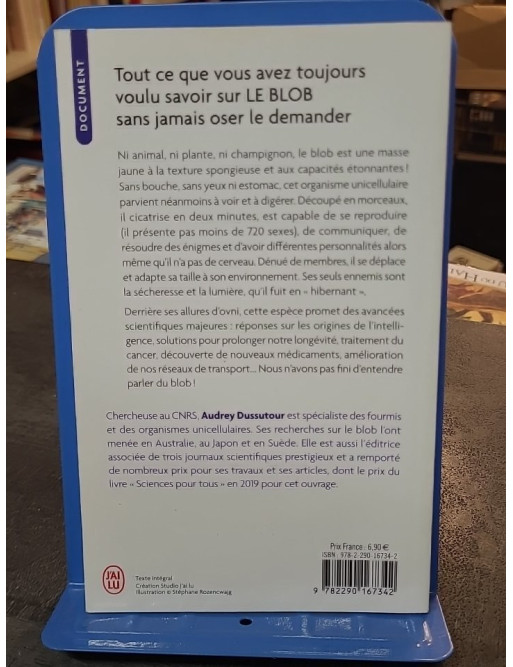 DOCUMENT
Tout ce que vous avez toujours
voulu savoir sur LE BLOB
sans jamais oser le demander
Ni animal, ni plante, ni champignon, le blob est une masse
jaune à la texture spongieuse et aux capacités étonnantes !
Sans bouche, sans yeux ni estomac, cet organisme unicellulaire
parvient néanmoins à voir et à digérer. Découpé en morceaux,
il cicatrise en deux minutes, est capable de se reproduire
(il présente pas moins de 720 sexes), de communiquer, de
résoudre des énigmes et d'avoir différentes personnalités alors
même qu'il n'a pas de cerveau. Dénué de membres, il se déplace
et adapte sa taille à son environnement. Ses seuls ennemis sont
la sécheresse et la lumière, qu'il fuit en « hibernant ».
Derrière ses allures d'ovni, cette espèce promet des avancées
scientifiques majeures : réponses sur les origines de l'intelli-
gence, solutions pour prolonger notre longévité, traitement du
cancer, découverte de nouveaux médicaments, amélioration
de nos réseaux de transport... Nous n'avons pas fini d'entendre
parler du blob !
Chercheuse au CNRS, Audrey Dussutour est spécialiste des fourmis
et des organismes unicellulaires. Ses recherches sur le blob l'ont
menée en Australie, au Japon et en Suède. Elle est aussi l'éditrice
associée de trois journaux scientifiques prestigieux et a remporté
de nombreux prix pour ses travaux et ses articles, dont le prix du
livre « Sciences pour tous » en 2019 pour cet ouvrage.
Prix France : 6,90 €
ISBN : 978-2-290-16734-2
9 782290 167342
J'AI
LU
Texte intégral
Création Studio J'ai lu
Illustration © Stéphane Rozencwajg